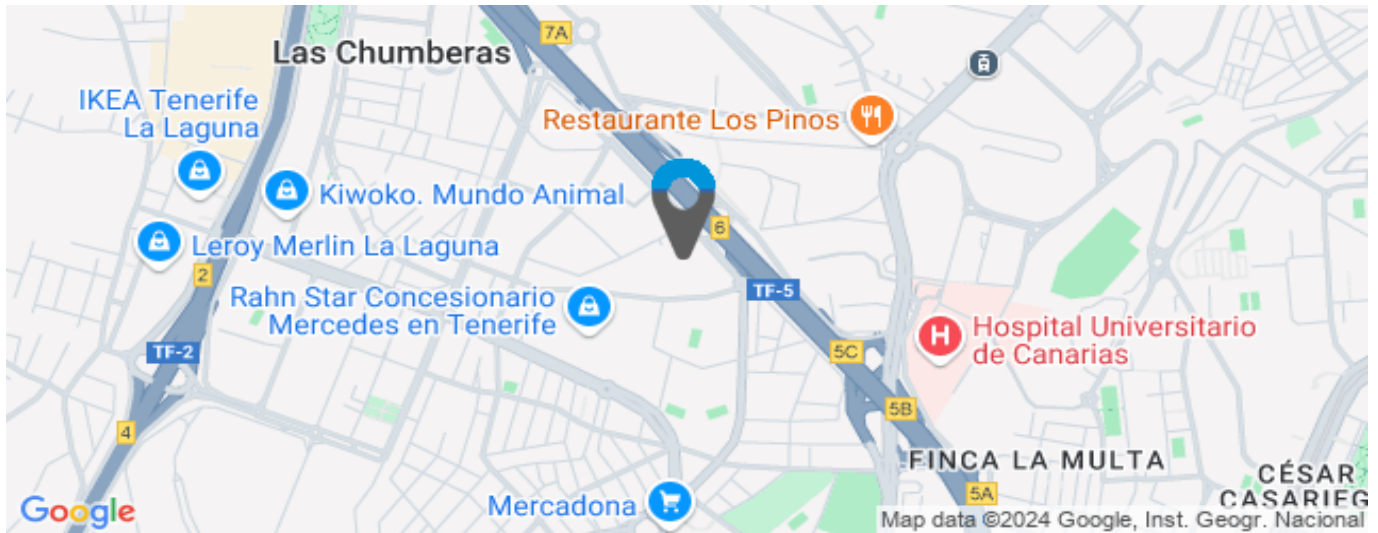 7A
Las Chumberas
IKEA Tenerife
La Laguna
Restaurante Los Pinos
Kiwoko. Mundo Animal
6
Leroy Merlin La Laguna
2
TF-5
Rahn Star Concesionario
Mercedes en Tenerife
H
Hospital Universitario
de Canarias
TF-2
5C
5B
4
FINCA LA MULTA
CÉSAR
CASARIEG
5A
Mercadona
Google
Map data ©2024 Google, Inst. Geogr. Nacional